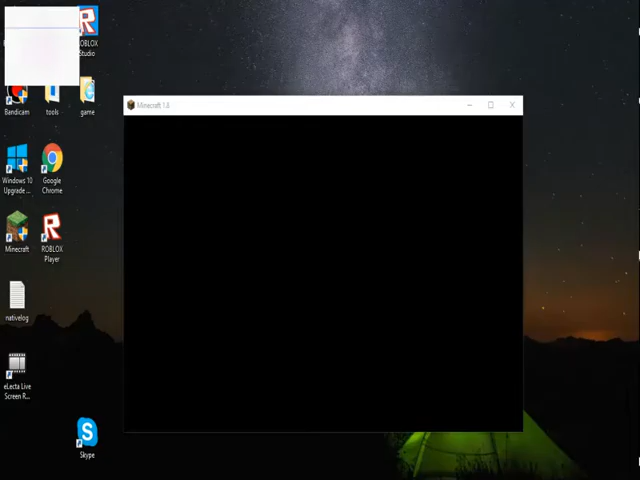 ROBLOX
Studio
Bandicam
tools
game
Minecraft 1.6
Windows 10
Upgrade ...
Google
Chrome
Minecraft
ROBLOX
Player
nativelog
eLecta Live
Screen R...
Skype